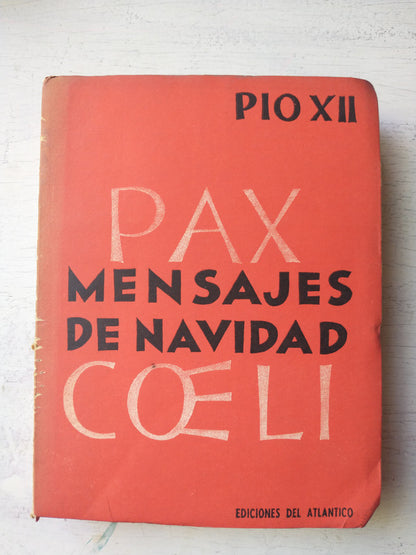 PIO XII
PAX
MENSAJES
DE NAVIDAD
CŒLI
EDICIONES DEL ATLANTICO